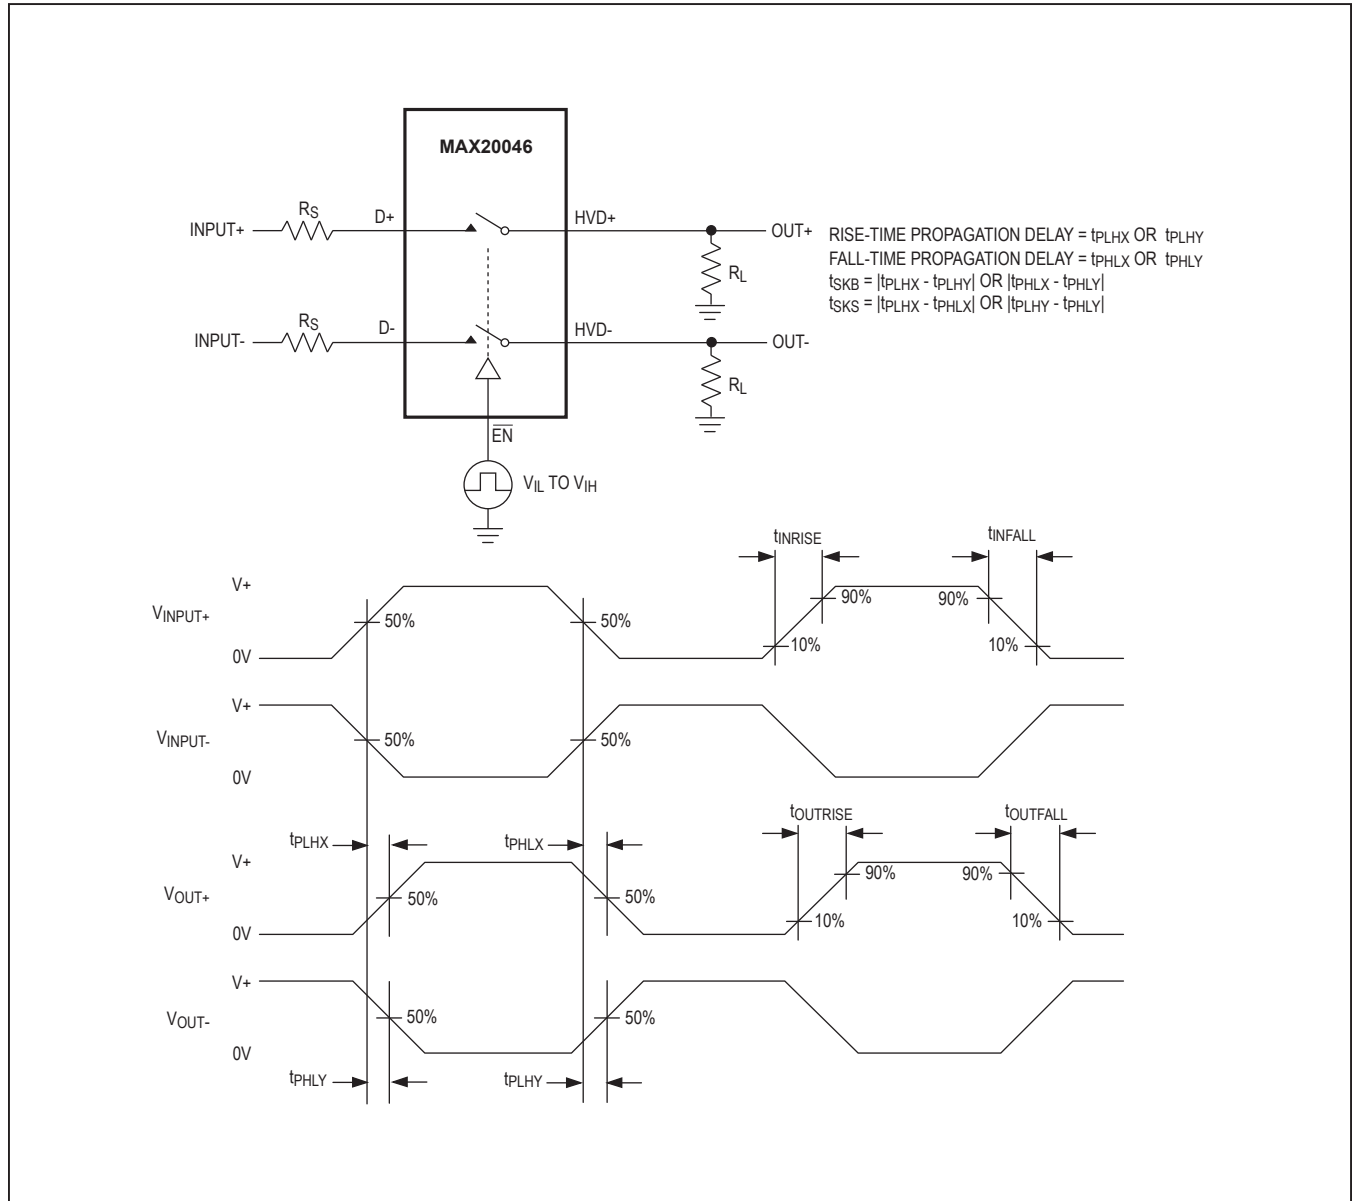 MAX20046
RS
D+
HVD+
INPUT+
OUT+
RISE-TIME PROPAGATION DELAY = tPLHX OR tPLHY
FALL-TIME PROPAGATION DELAY = tPHLX OR tPHLY
tSKB = |tPLHX - tPLHY| OR |tPHLX - tPHLY|
tSKS = |tPLHX - tPHLX| OR |tPLHY - tPHLY|
RL
RS
D-
HVD-
INPUT-
OUT-
RL
EN
VIL TO VIH
tINRISE
tINFALL
V+
VINPUT+
0V
50%
50%
90%
90%
10%
10%
V+
VINPUT-
0V
50%
50%
tOUTRISE
tOUTFALL
tPLHX
tPHLX
V+
VOUT+
0V
50%
50%
90%
90%
10%
10%
V+
VOUT-
0V
50%
50%
tPHLY
tPLHY